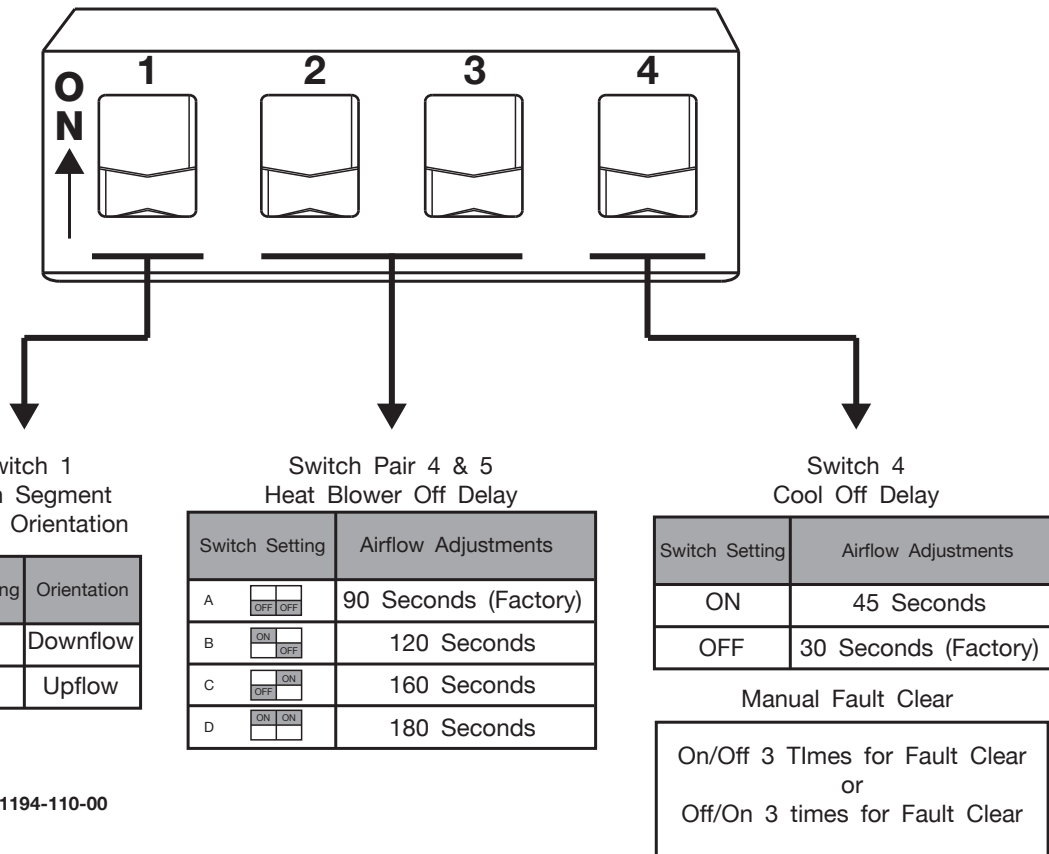 ON
1 2 3 4
Switch Pair 4 & 5
Heat Blower Off Delay
Switch Setting Airflow Adjustments
A OFF OFF 90 Seconds (Factory)
B ON OFF 120 Seconds
C OFF ON 160 Seconds
D ON ON 180 Seconds
Switch 4
Cool Off Delay
Switch Setting Airflow Adjustments
ON 45 Seconds
OFF 30 Seconds (Factory)
Manual Fault Clear
On/Off 3 TImes for Fault Clear
or
Off/On 3 times for Fault Clear
1
Segment
Orientation
Orientation
Downflow
Upflow
1194-110-00